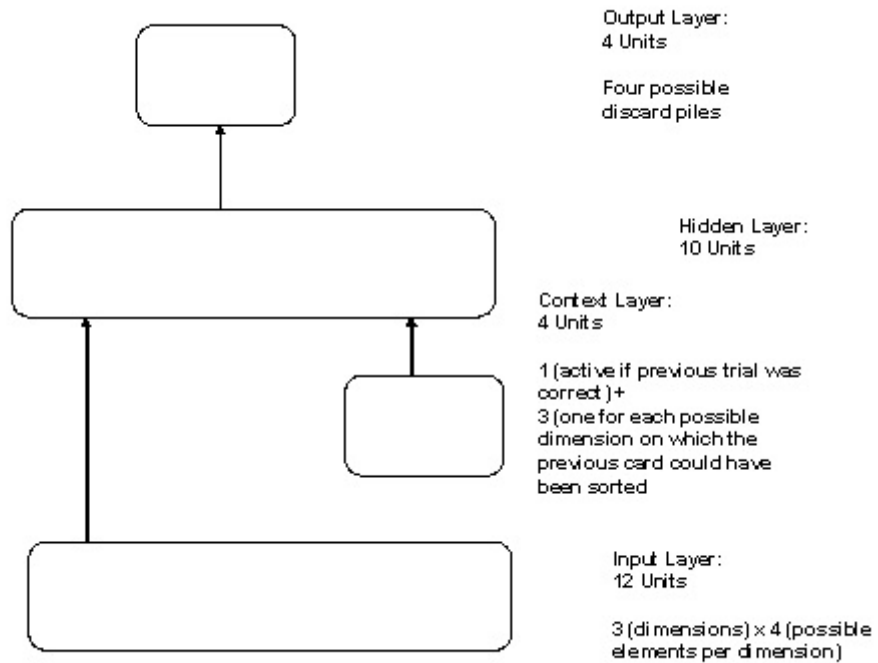 Output Layer:
4 Units
Four possible
discard piles
Hidden Layer:
10 Units
Context Layer:
4 Units
1 (active if previous trial was
correct) +
3 (one for each possible
dimension on which the
previous card could have
been sorted
Input Layer:
12 Units
3 (dimensions) x 4 (possible
elements per dimension)